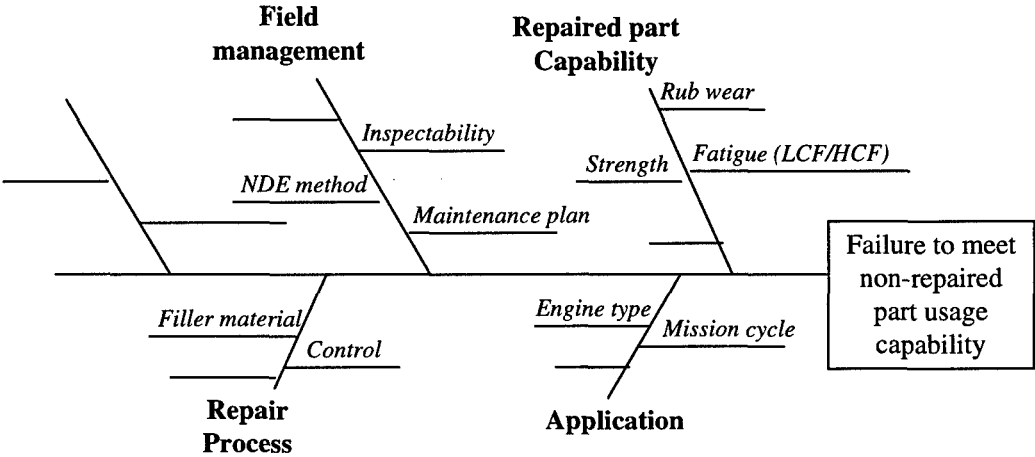 Field
management
Repaired part
Capability
Rub wear
Inspectability
Strength
Fatigue (LCF/HCF)
NDE method
Maintenance plan
Failure to meet
non-repaired
part usage
capability
Filler material
Control
Engine type
Mission cycle
Repair
Process
Application